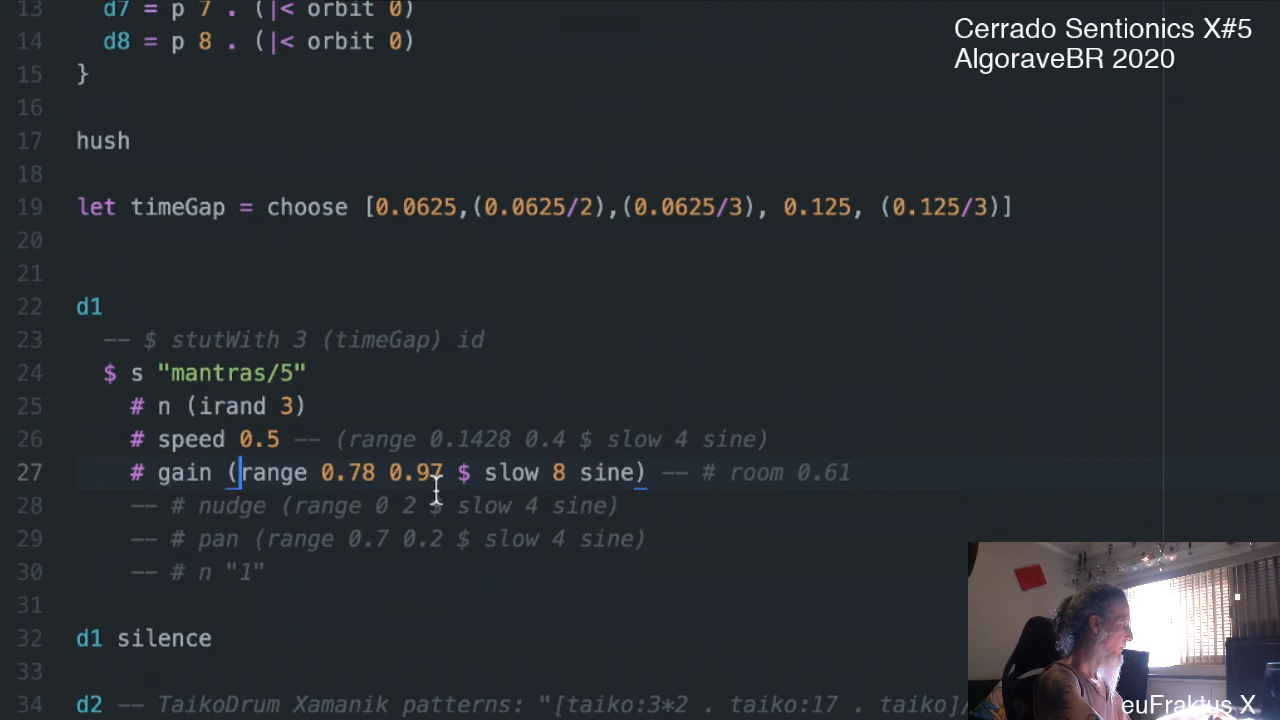 13 d7 = p 7 . (|< orbit 0)
14 d8 = p 8 . (|< orbit 0)
15 }
16
17 hush
18
19 let timeGap = choose [0.0625,(0.0625/2),(0.0625/3), 0.125, (0.125/3)]
20
21
22 d1
23 -- $ stutWith 3 (timeGap) id
24 $ s "mantras/5"
25 # n (irand 3)
26 # speed 0.5 -- (range 0.1428 0.4 $ slow 4 sine)
27 # gain (range 0.78 0.97 $ slow 8 sine) -- # room 0.61
28 -- # nudge (range 0 2 $ slow 4 sine)
29 -- # pan (range 0.7 0.2 $ slow 4 sine)
30 -- # n "1"
31
32 d1 silence
33
34 d2 -- TaikoDrum Xamanik patterns: "[taiko:3*2 . taiko:17 . taiko]/
Cerrado Sentionics X#5
AlgoraveBR 2020
euFraktus X